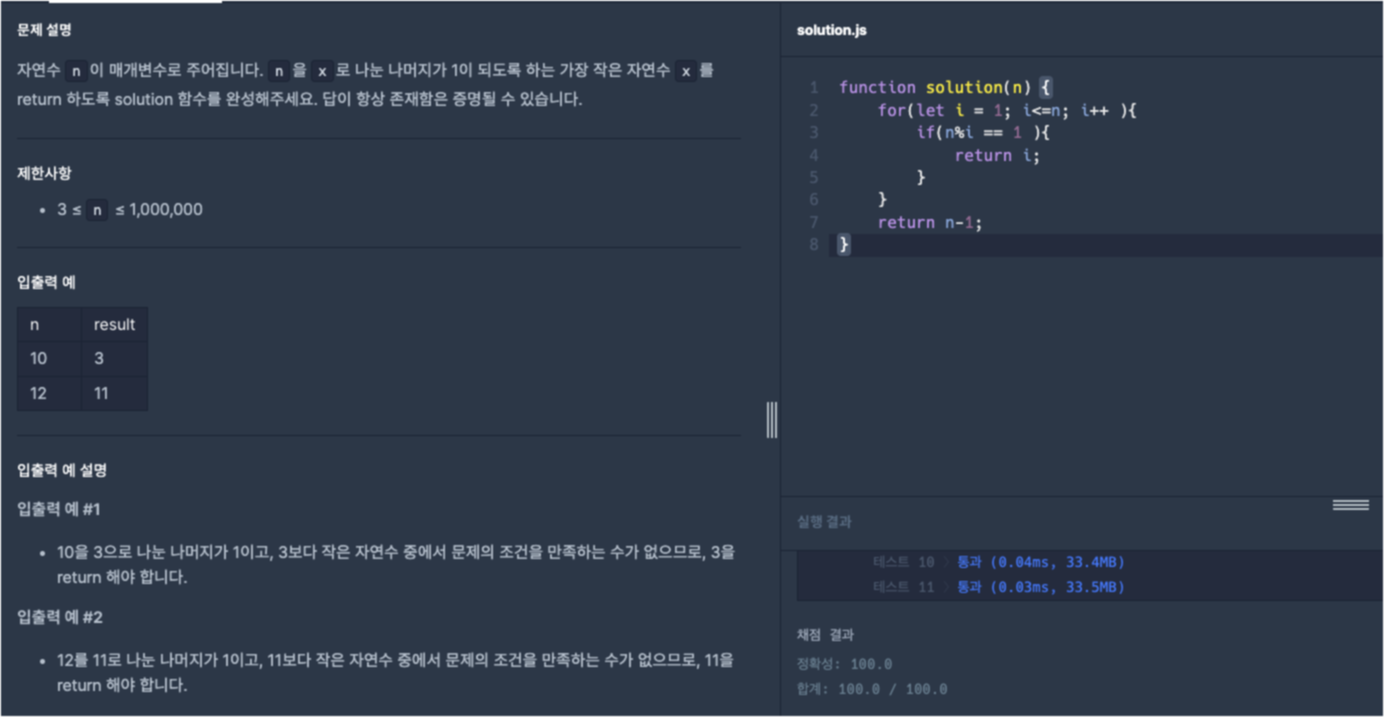 문제 설명
자연수 n이 매개변수로 주어집니다. n을 x로 나눈 나머지가 1이 되도록 하는 가장 작은 자연수 x를
return 하도록 solution 함수를 완성해주세요. 답이 항상 존재함은 증명될 수 있습니다.
제한사항
• 3 ≤ n ≤ 1,000,000
입출력 예
n result
10 3
12 11
입출력 예 설명
입출력 예 #1
• 10을 3으로 나눈 나머지가 1이고, 3보다 작은 자연수 중에서 문제의 조건을 만족하는 수가 없으므로, 3을
return 해야 합니다.
입출력 예 #2
• 12를 11로 나눈 나머지가 1이고, 11보다 작은 자연수 중에서 문제의 조건을 만족하는 수가 없으므로, 11을
return 해야 합니다.
solution.js
1 function solution(n) {
2     for(let i = 1; i<=n; i++ ){
3         if(n%i == 1 ){
4             return i;
5         }
6     }
7     return n-1;
8 }
실행 결과
테스트 10 〉 통과 (0.04ms, 33.4MB)
테스트 11 〉 통과 (0.03ms, 33.5MB)
채점 결과
정확성: 100.0
합계: 100.0 / 100.0